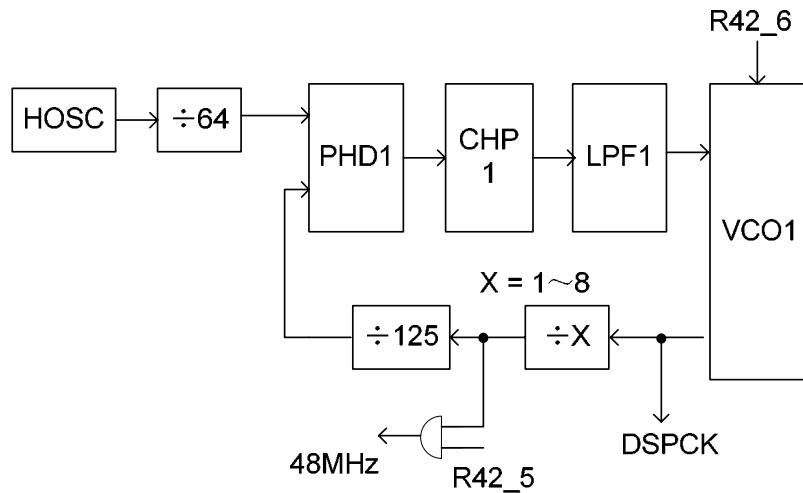 R42_6
HOSC
÷64
PHD1
CHP
1
LPF1
VCO1
X = 1～8
÷125
÷X
48MHz
R42_5
DSPCK